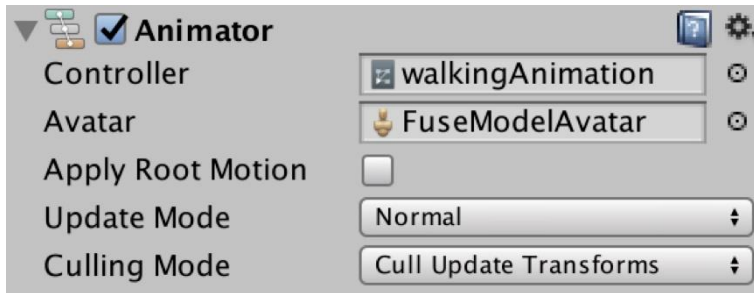 Animator
Controller walkingAnimation
Avatar FuseModelAvatar
Apply Root Motion
Update Mode Normal
Culling Mode Cull Update Transforms